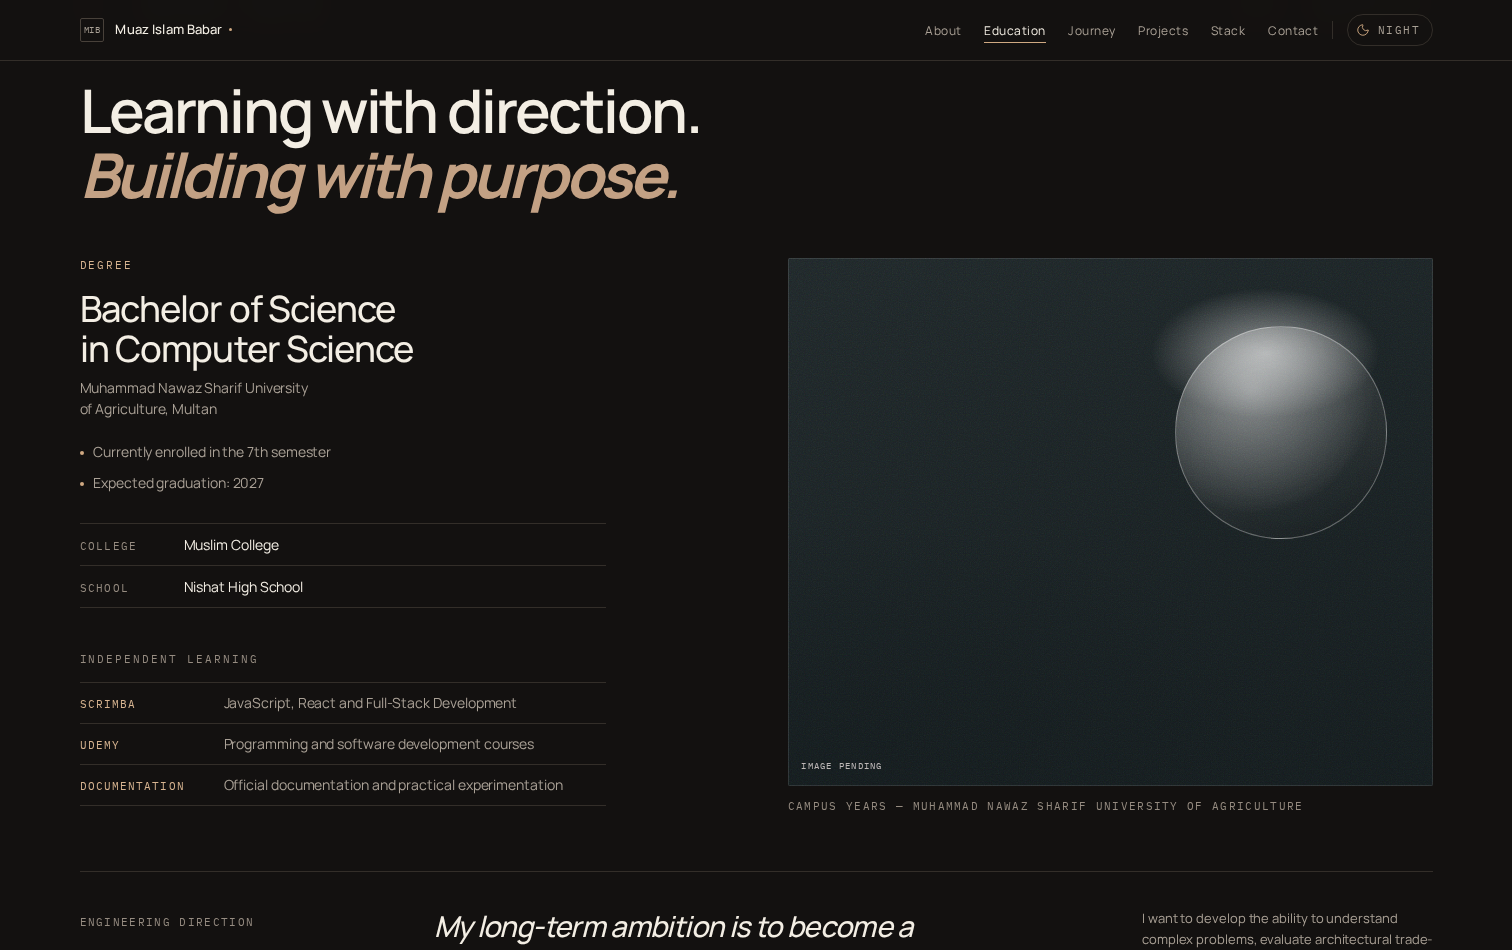 MIB
Muaz Islam Babar
About
Education
Journey
Projects
Stack
Contact
NIGHT
Learning with direction.
Building with purpose.
DEGREE
Bachelor of Science
in Computer Science
Muhammad Nawaz Sharif University
of Agriculture, Multan
Currently enrolled in the 7th semester
Expected graduation: 2027
COLLEGE Muslim College
SCHOOL Nishat High School
INDEPENDENT LEARNING
SCRIMBA JavaScript, React and Full-Stack Development
UDEMY Programming and software development courses
DOCUMENTATION Official documentation and practical experimentation
IMAGE PENDING
CAMPUS YEARS — MUHAMMAD NAWAZ SHARIF UNIVERSITY OF AGRICULTURE
ENGINEERING DIRECTION
My long-term ambition is to become a
I want to develop the ability to understand
complex problems, evaluate architectural trade-